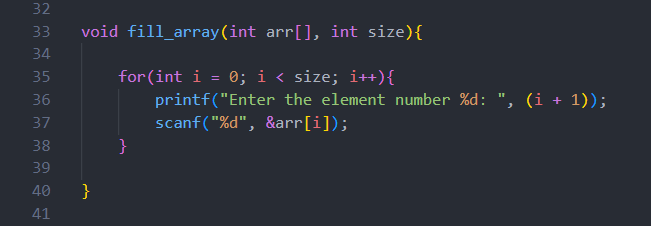 32
33 void fill_array(int arr[], int size){
34
35 for(int i = 0; i < size; i++){
36 printf("Enter the element number %d: ", (i + 1));
37 scanf("%d", &arr[i]);
38 }
39
40 }
41